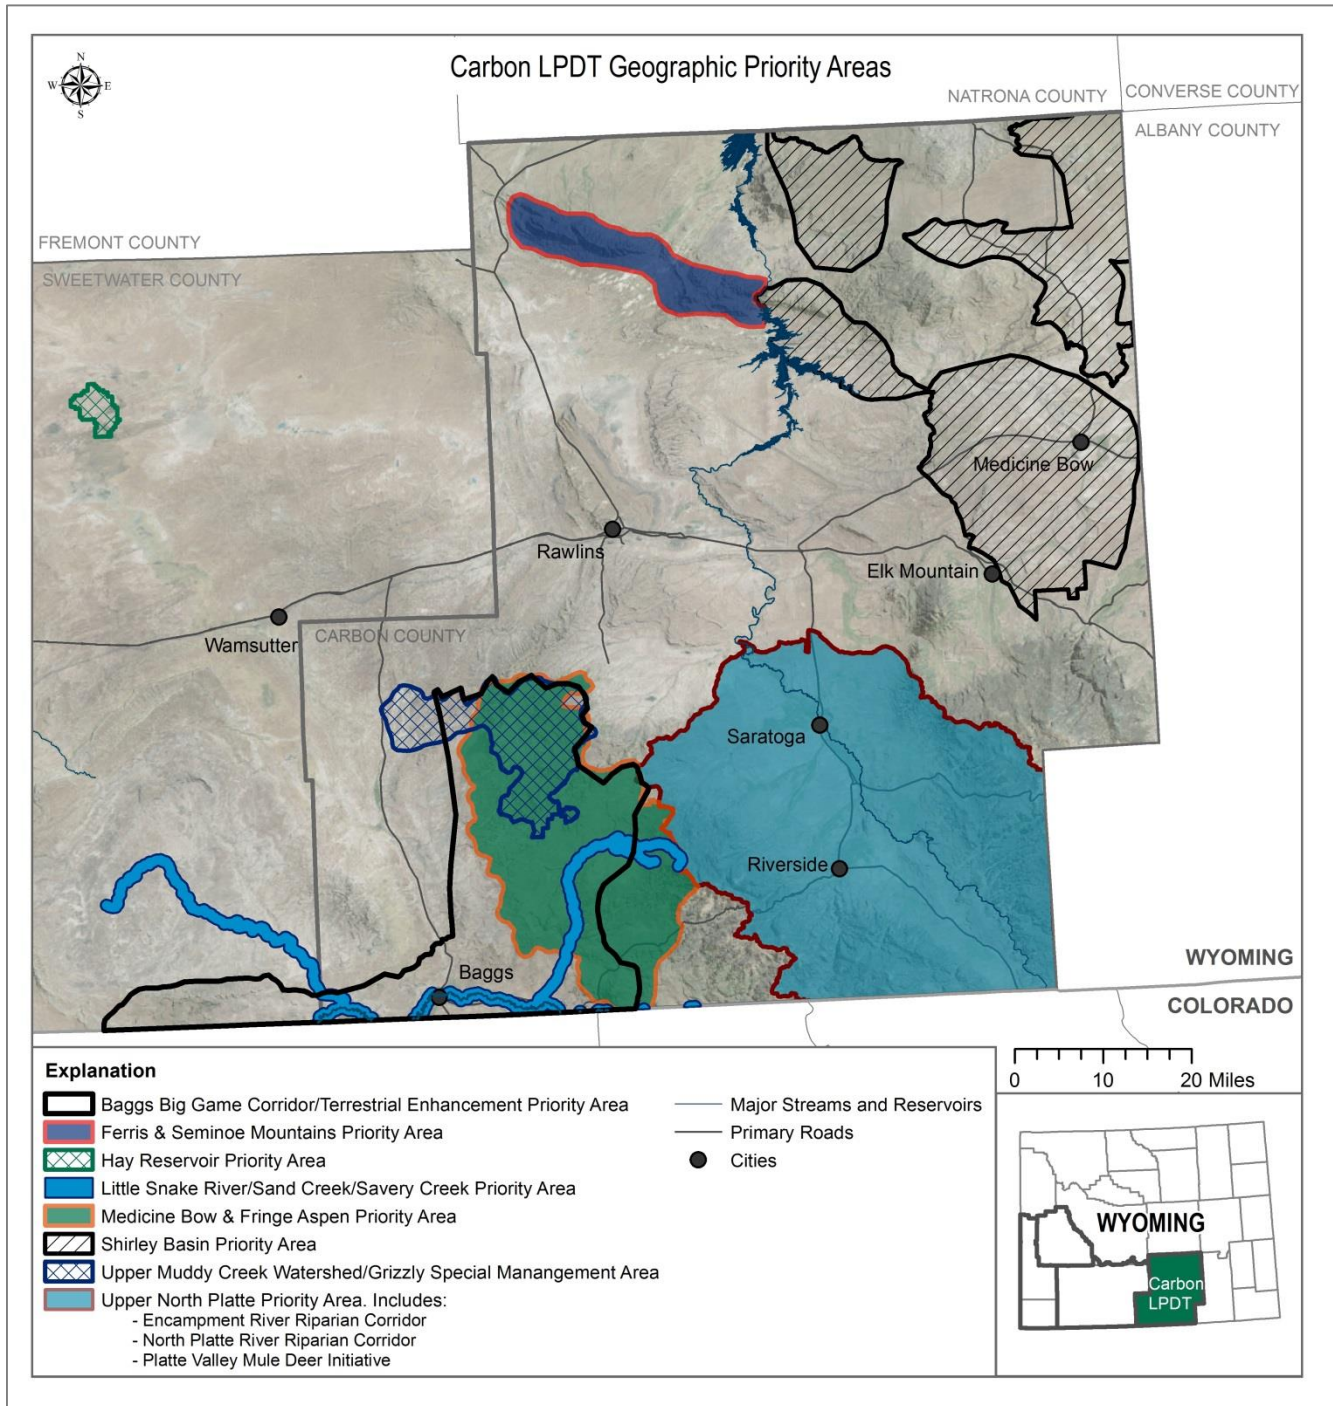 Carbon LPDT Geographic Priority Areas
N
W E
S
NATRONA COUNTY
CONVERSE COUNTY
ALBANY COUNTY
FREMONT COUNTY
SWEETWATER COUNTY
Medicine Bow
Rawlins
Elk Mountain
Wamsutter
CARBON COUNTY
Saratoga
Riverside
Baggs
WYOMING
COLORADO
Explanation
Baggs Big Game Corridor/Terrestrial Enhancement Priority Area
Ferris & Seminoe Mountains Priority Area
Hay Reservoir Priority Area
Little Snake River/Sand Creek/Savery Creek Priority Area
Medicine Bow & Fringe Aspen Priority Area
Shirley Basin Priority Area
Upper Muddy Creek Watershed/Grizzly Special Manangement Area
Upper North Platte Priority Area. Includes:
- Encampment River Riparian Corridor
- North Platte River Riparian Corridor
- Platte Valley Mule Deer Initiative
Major Streams and Reservoirs
Primary Roads
Cities
0 10 20 Miles
WYOMING
Carbon
LPDT